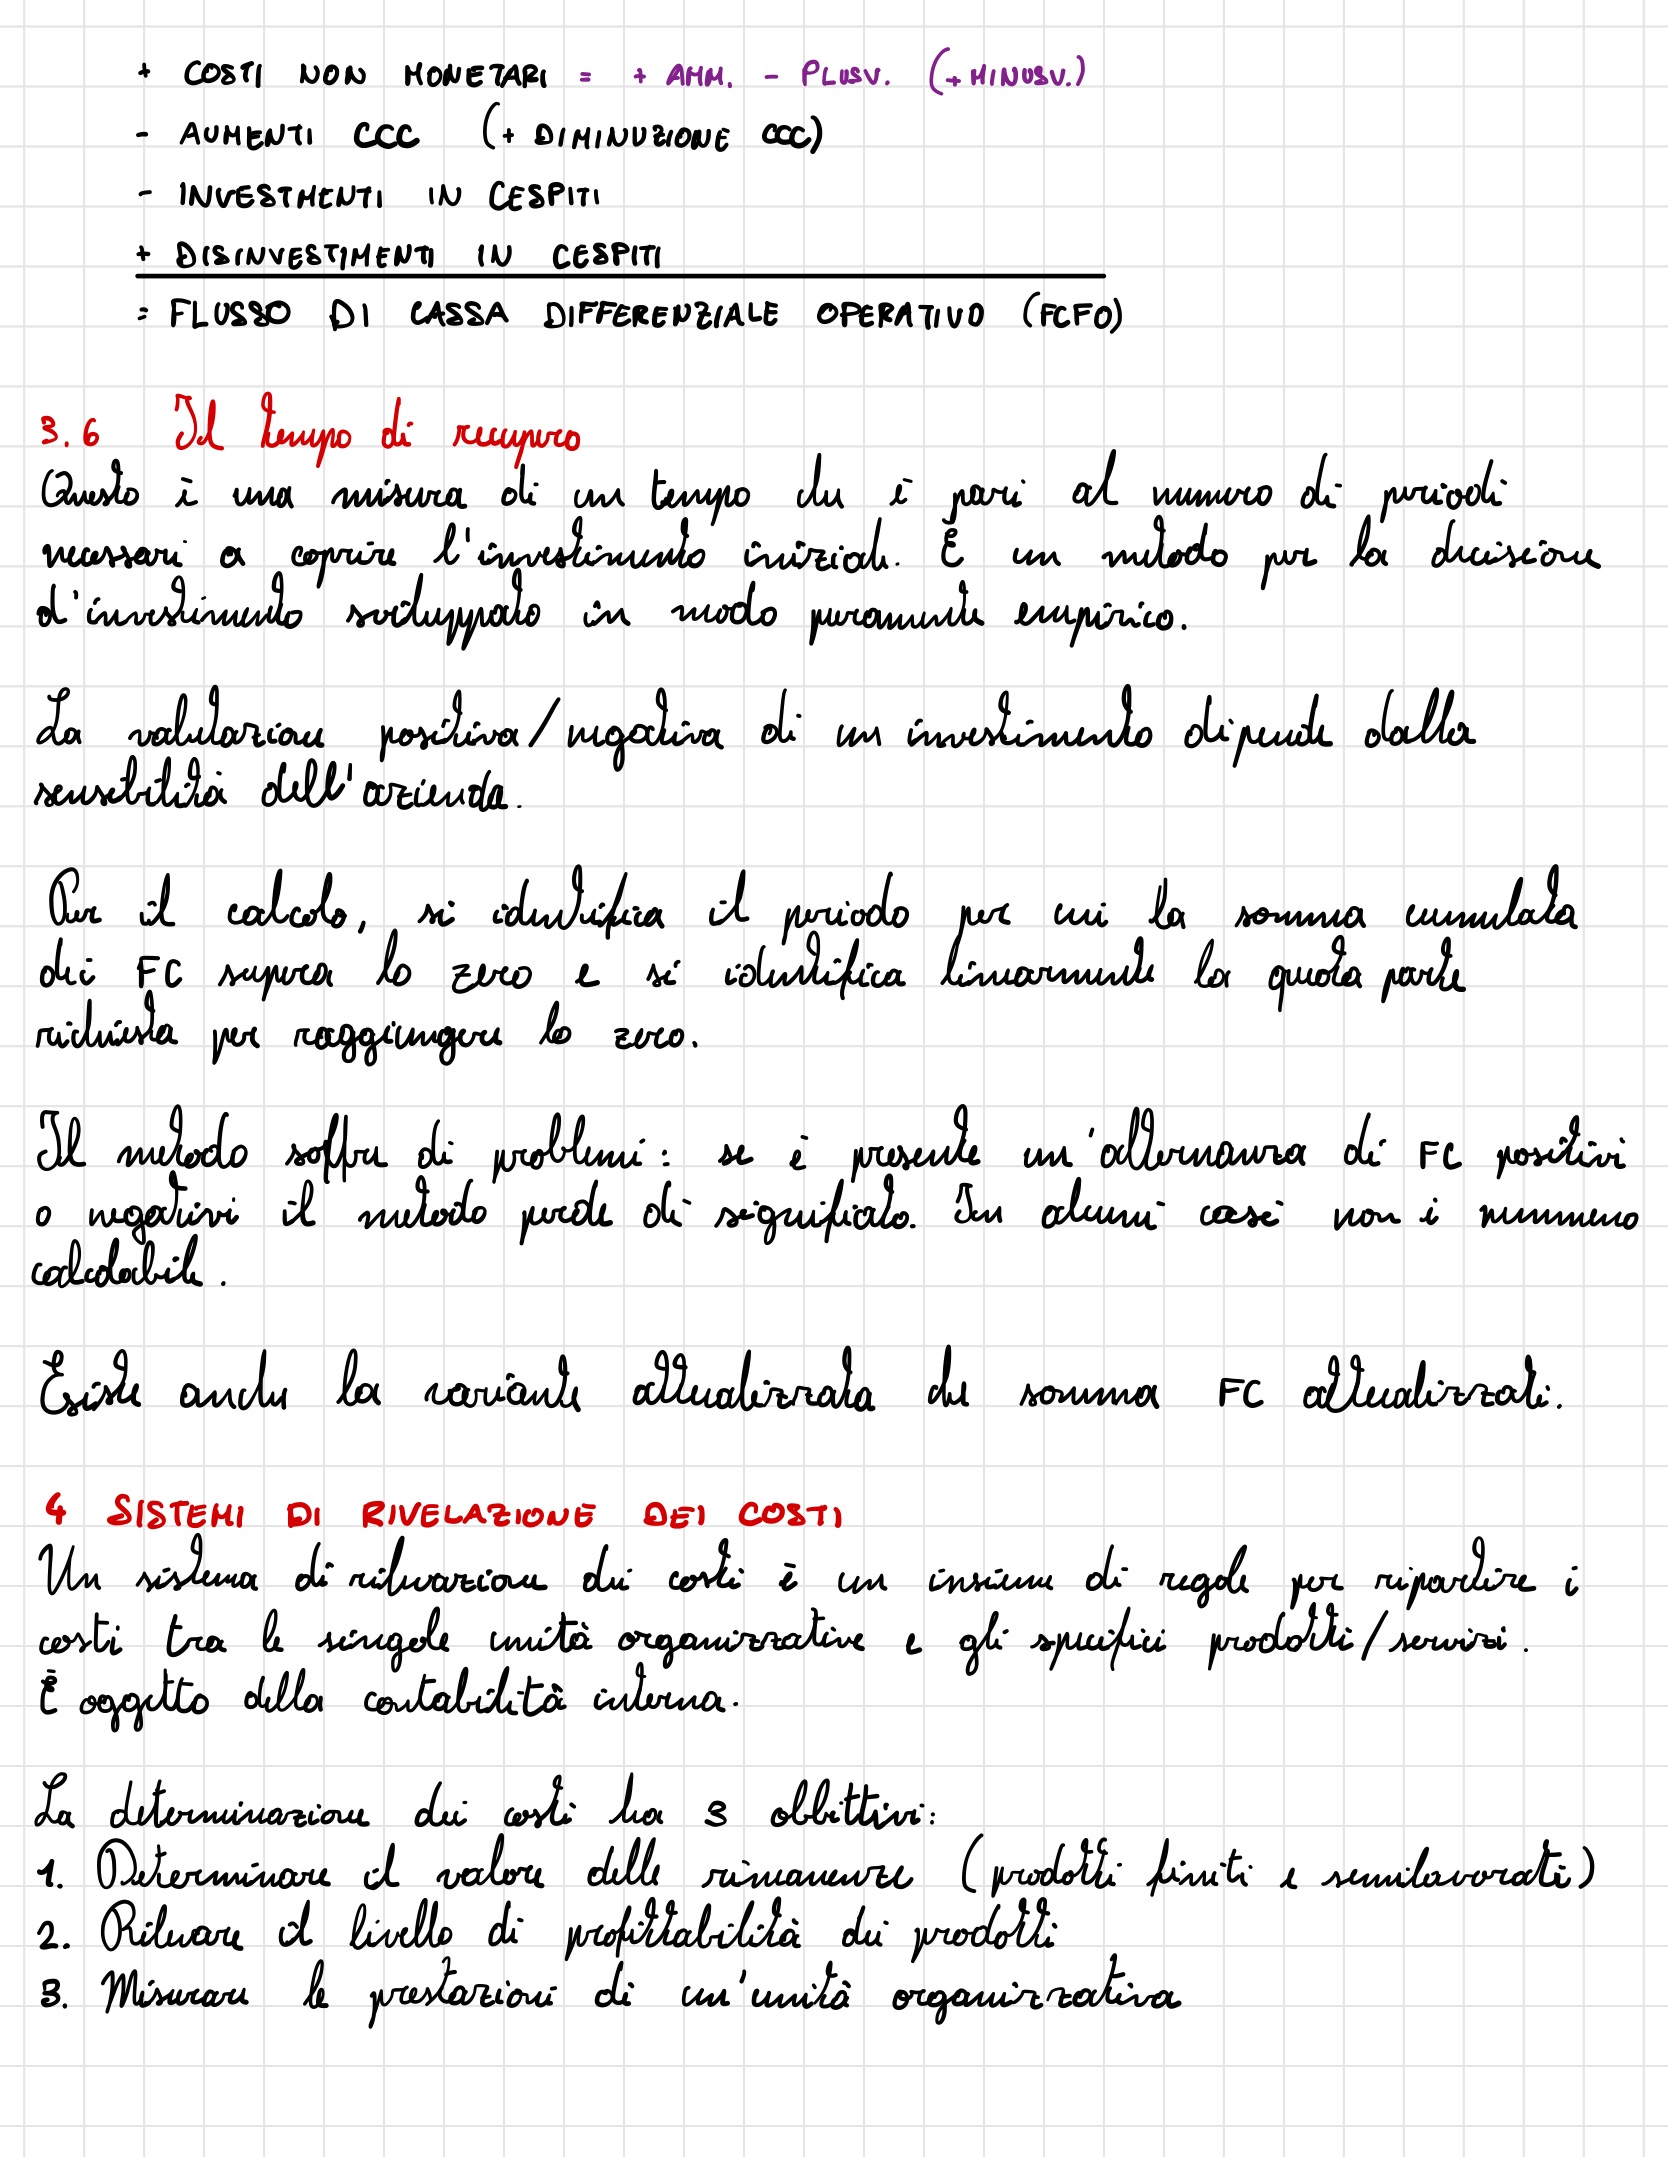 + COSTI NON MONETARI = + AMM. - PLUSV. (+ MINUSV.)
- AUMENTI CCC (+ DIMINUZIONE CCC)
- INVESTMENTI IN CESPITI
+ DISINVESTIMENTI IN CESPITI
= FLUSSO DI CASSA DIFFERENZIALE OPERATIVO (FCFO)
3.6 Il tempo di recupero
Questo è una misura di un tempo che è pari al numero di periodi
necessari a coprire l'investimento iniziale. È un metodo per la decisione
d'investimento sviluppato in modo puramente empirico.
La valutazione positiva/negativa di un investimento dipende dalla
sensibilità dell'azienda.
Per il calcolo, si identifica il periodo per cui la somma cumulata
dei FC supera lo zero e si identifica linearmente la quota parte
richiesta per raggiungere lo zero.
Il metodo soffre di problemi: se è presente un'alternanza di FC positivi
o negativi il metodo perde di significato. In alcuni casi non è nemmeno
calcolabile.
Esiste anche la variante attualizzata che somma FC attualizzati.
4 SISTEMI DI RIVELAZIONE DEI COSTI
Un sistema di rilevazione dei costi è un insieme di regole per ripartire i
costi tra le singole unità organizzative e gli specifici prodotti/servizi.
È oggetto della contabilità interna.
La determinazione dei costi ha 3 obbittivi:
1. Determinare il valore delle rimanenze (prodotti finiti e semilavorati)
2. Rilevare il livello di profittabilità dei prodotti
3. Misurare le prestazioni di un'unità organizzativa